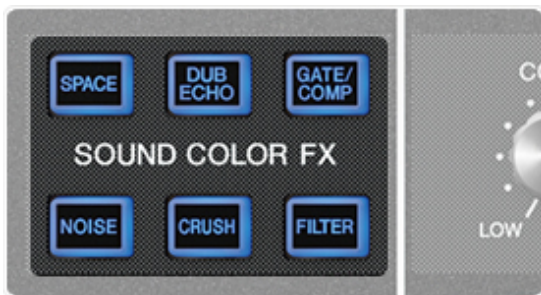 SPACE
DUB
ECHO
GATE/
COMP
SOUND COLOR FX
NOISE
CRUSH
FILTER
LOW